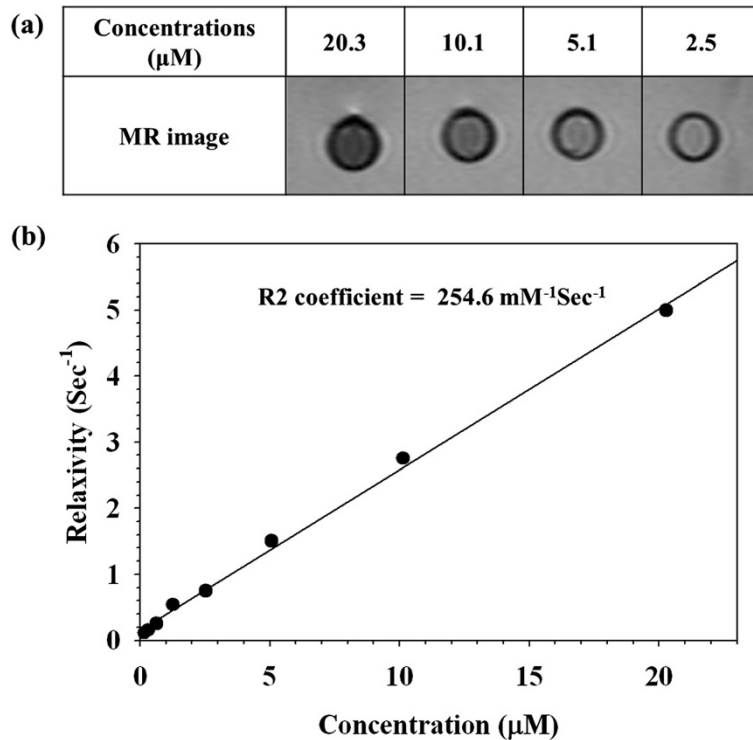 (a)
Concentrations (μM) 20.3 10.1 5.1 2.5
MR image
(b)
R2 coefficient = 254.6 mM⁻¹Sec⁻¹
Relaxivity (Sec⁻¹)
6
5
4
3
2
1
0
0 5 10 15 20
Concentration (μM)